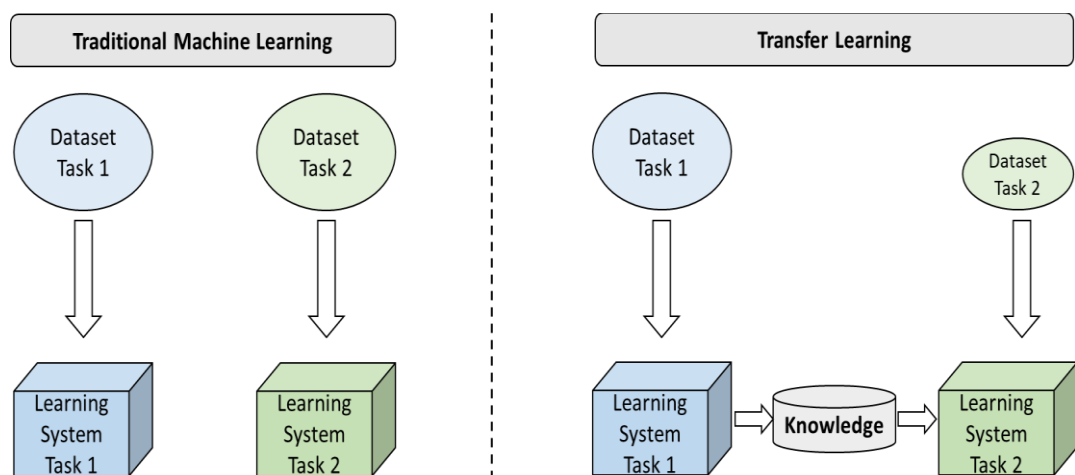 Traditional Machine Learning
Transfer Learning
Dataset
Task 1
Dataset
Task 2
Dataset
Task 1
Dataset
Task 2
Learning
System
Task 1
Learning
System
Task 2
Learning
System
Task 1
Knowledge
Learning
System
Task 2